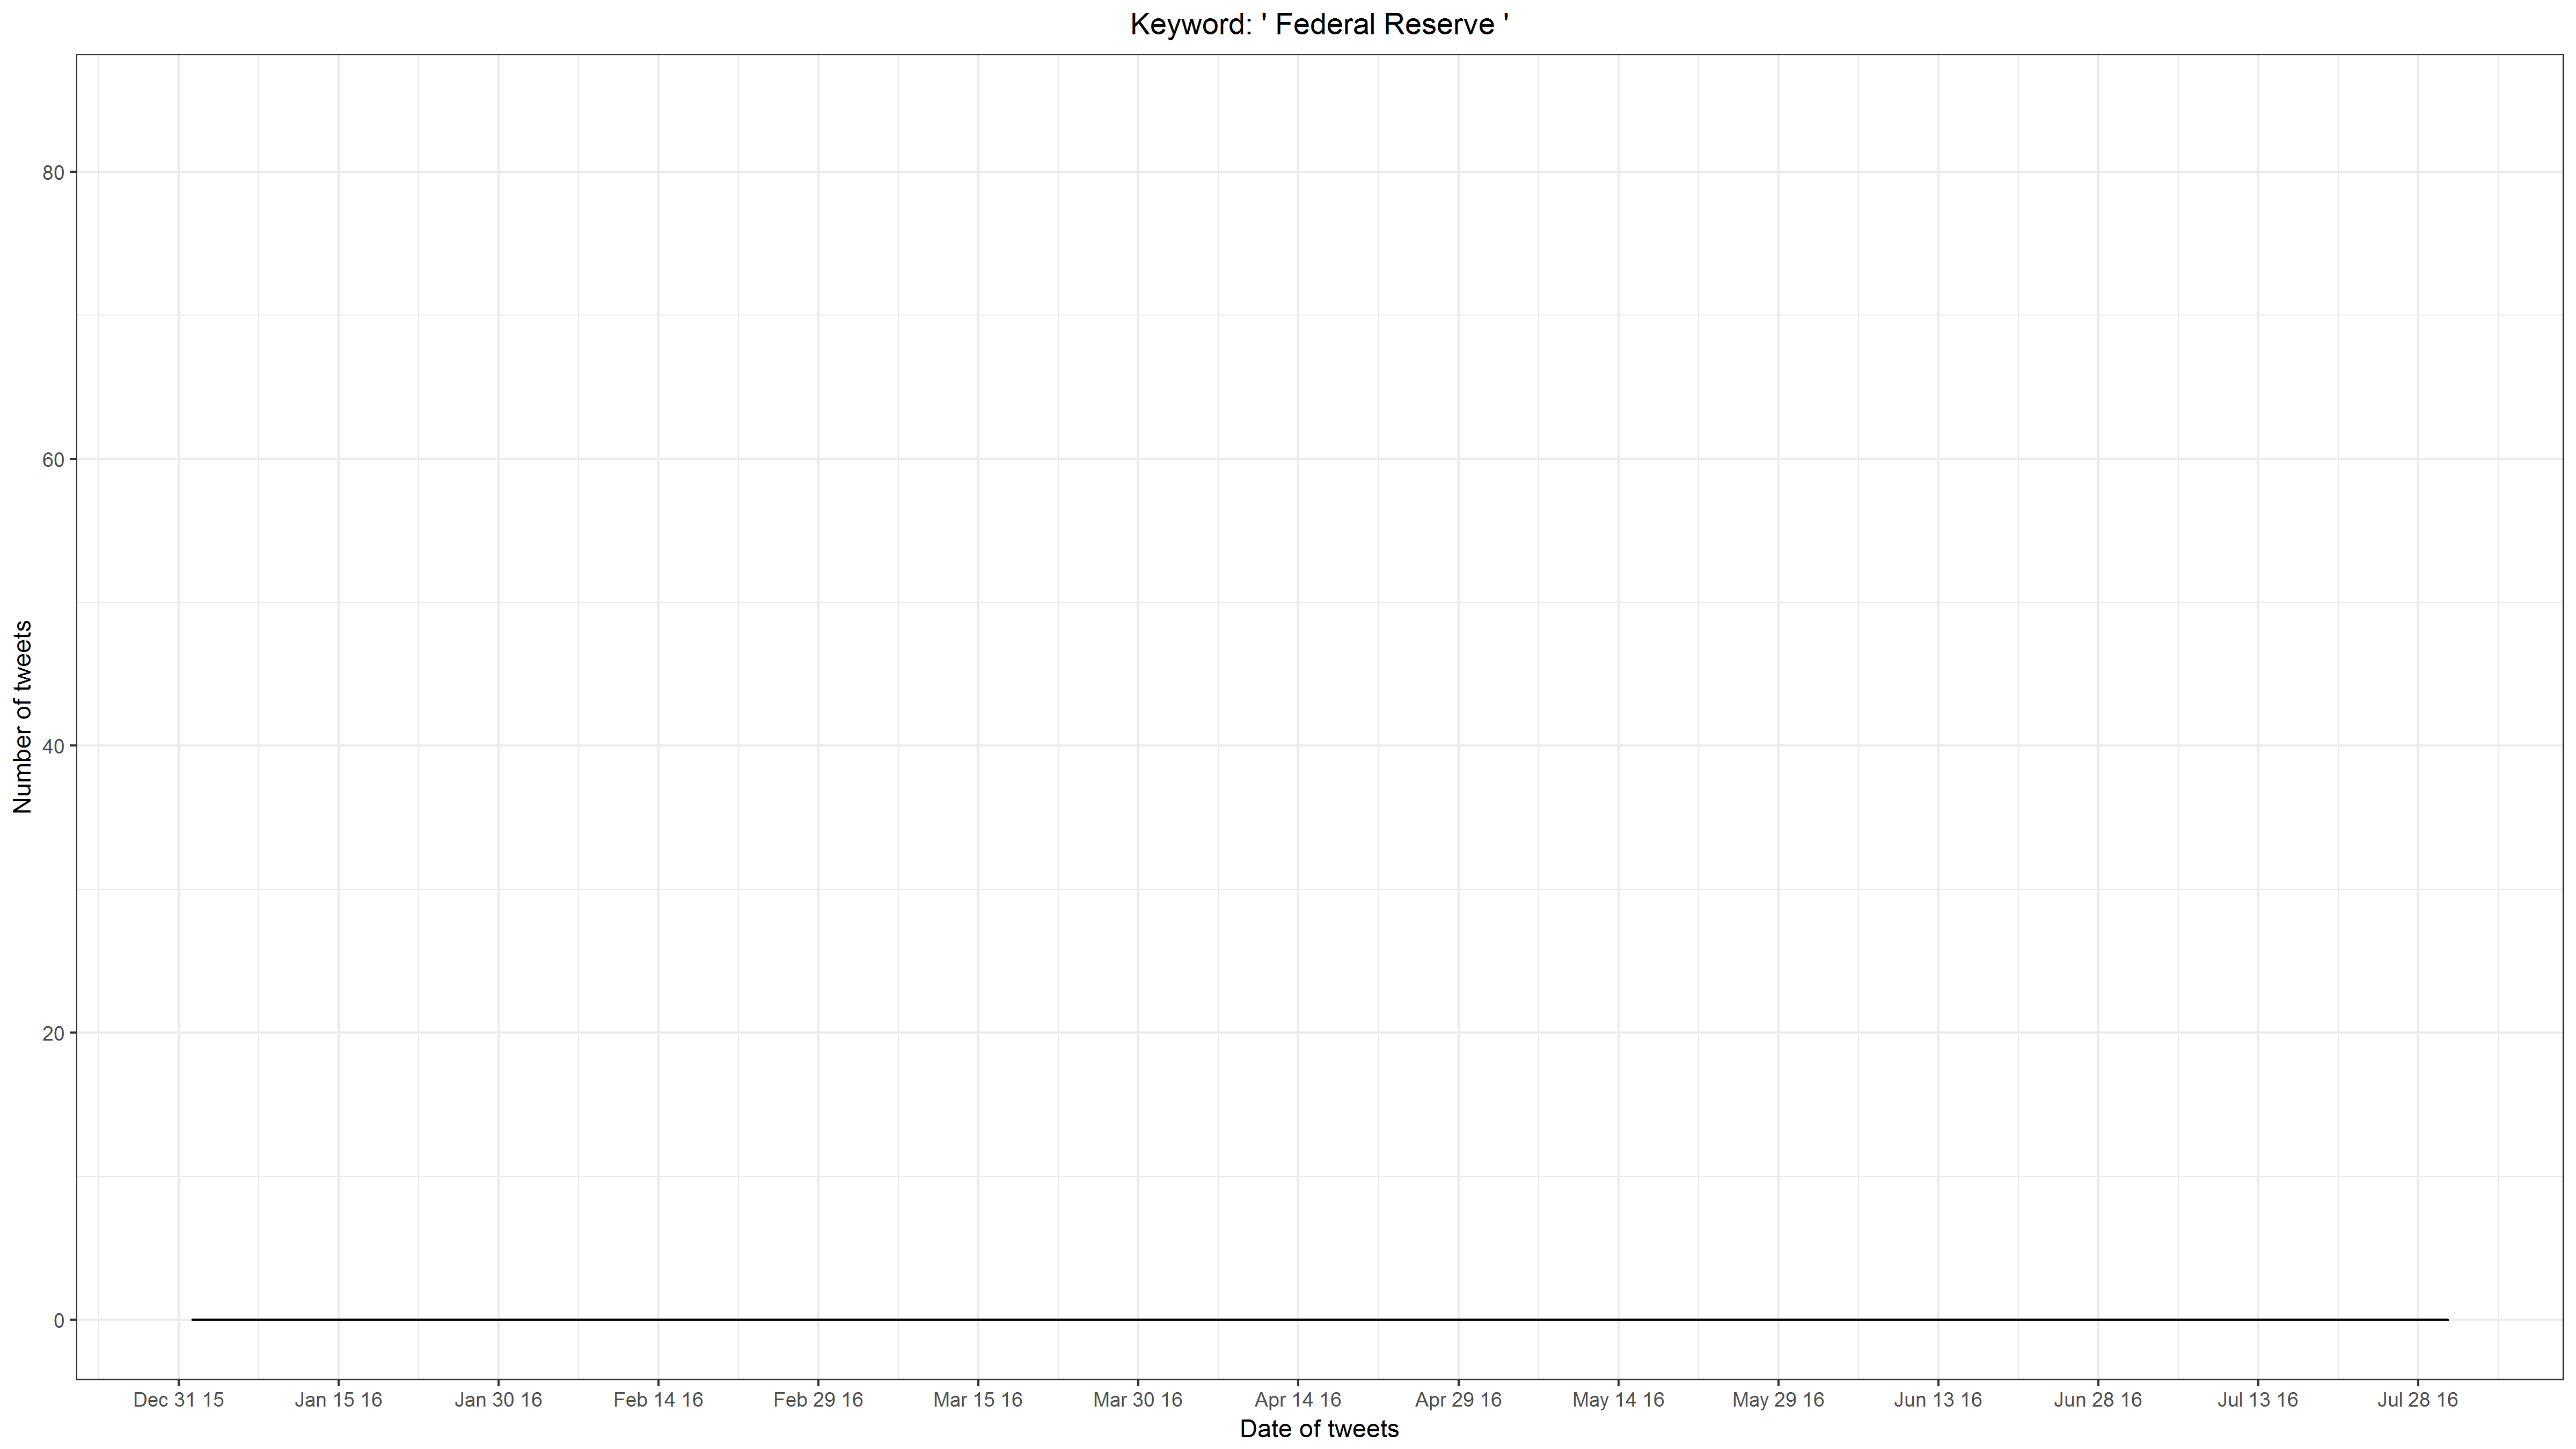 Keyword: ' Federal Reserve '
Number of tweets
80
60
40
20
0
Dec 31 15 Jan 15 16 Jan 30 16 Feb 14 16 Feb 29 16 Mar 15 16 Mar 30 16 Apr 14 16 Apr 29 16 May 14 16 May 29 16 Jun 13 16 Jun 28 16 Jul 13 16 Jul 28 16
Date of tweets